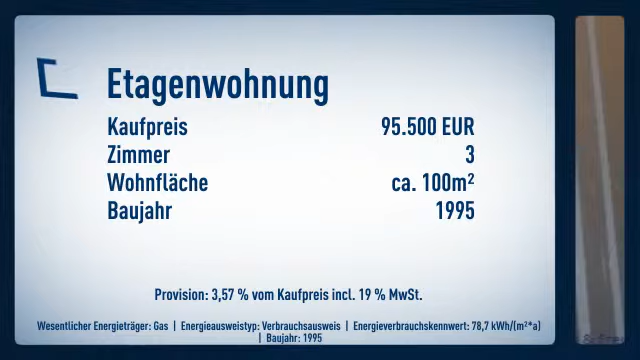 Etagenwohnung
Kaufpreis 95.500 EUR
Zimmer 3
Wohnfläche ca. 100m²
Baujahr 1995
Provision: 3,57 % vom Kaufpreis incl. 19 % MwSt.
Wesentlicher Energieträger: Gas | Energieausweistyp: Verbrauchsausweis | Energieverbrauchskennwert: 78,7 kWh/(m²*a)
| Baujahr: 1995